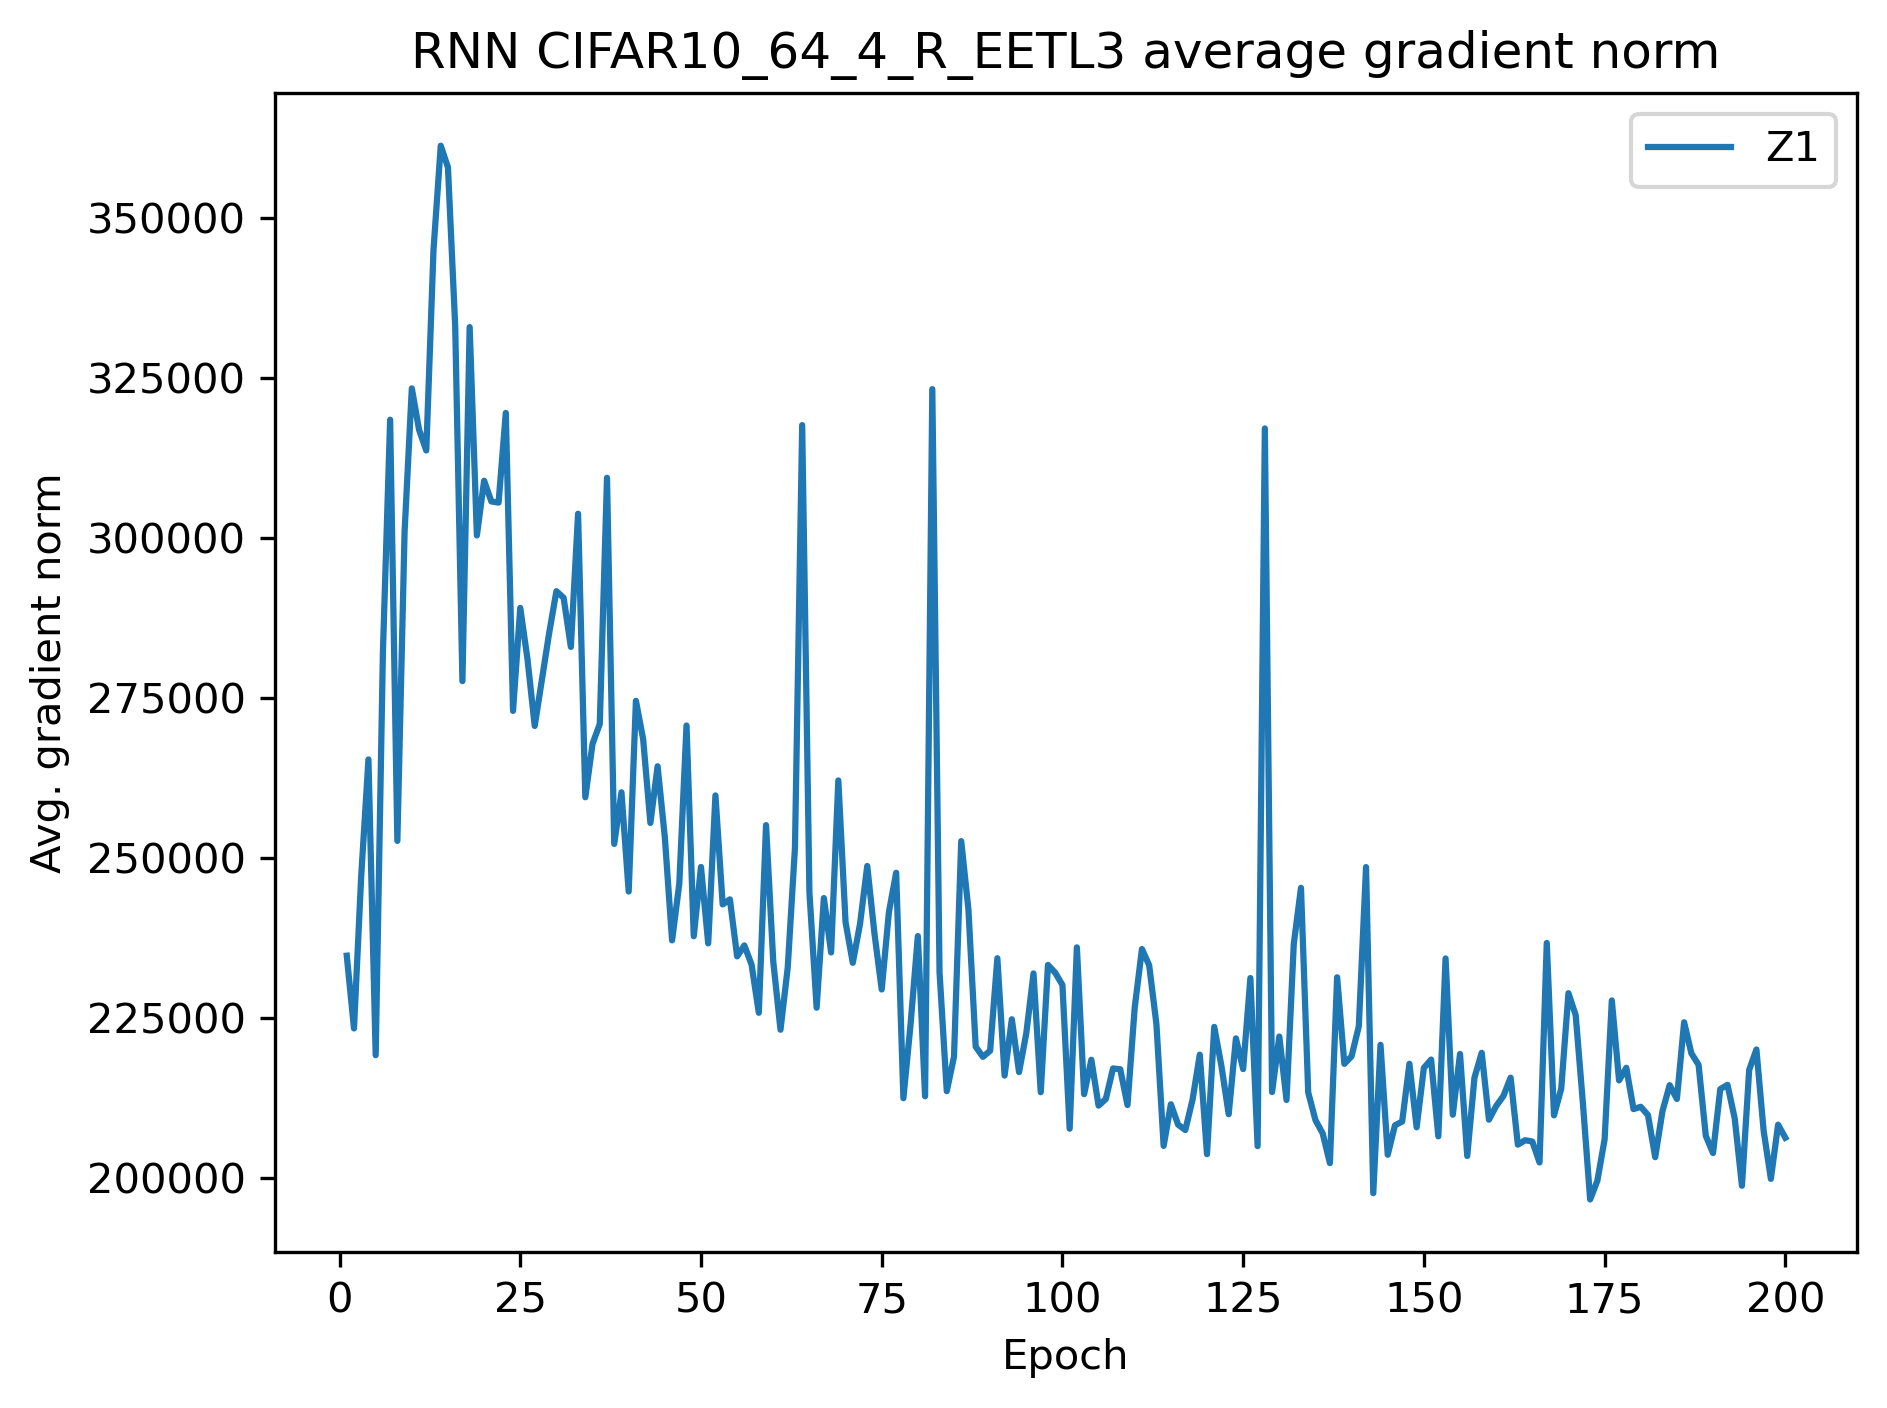 RNN CIFAR10_64_4_R_EETL3 average gradient norm
Z1
Avg. gradient norm
350000
325000
300000
275000
250000
225000
200000
0 25 50 75 100 125 150 175 200
Epoch